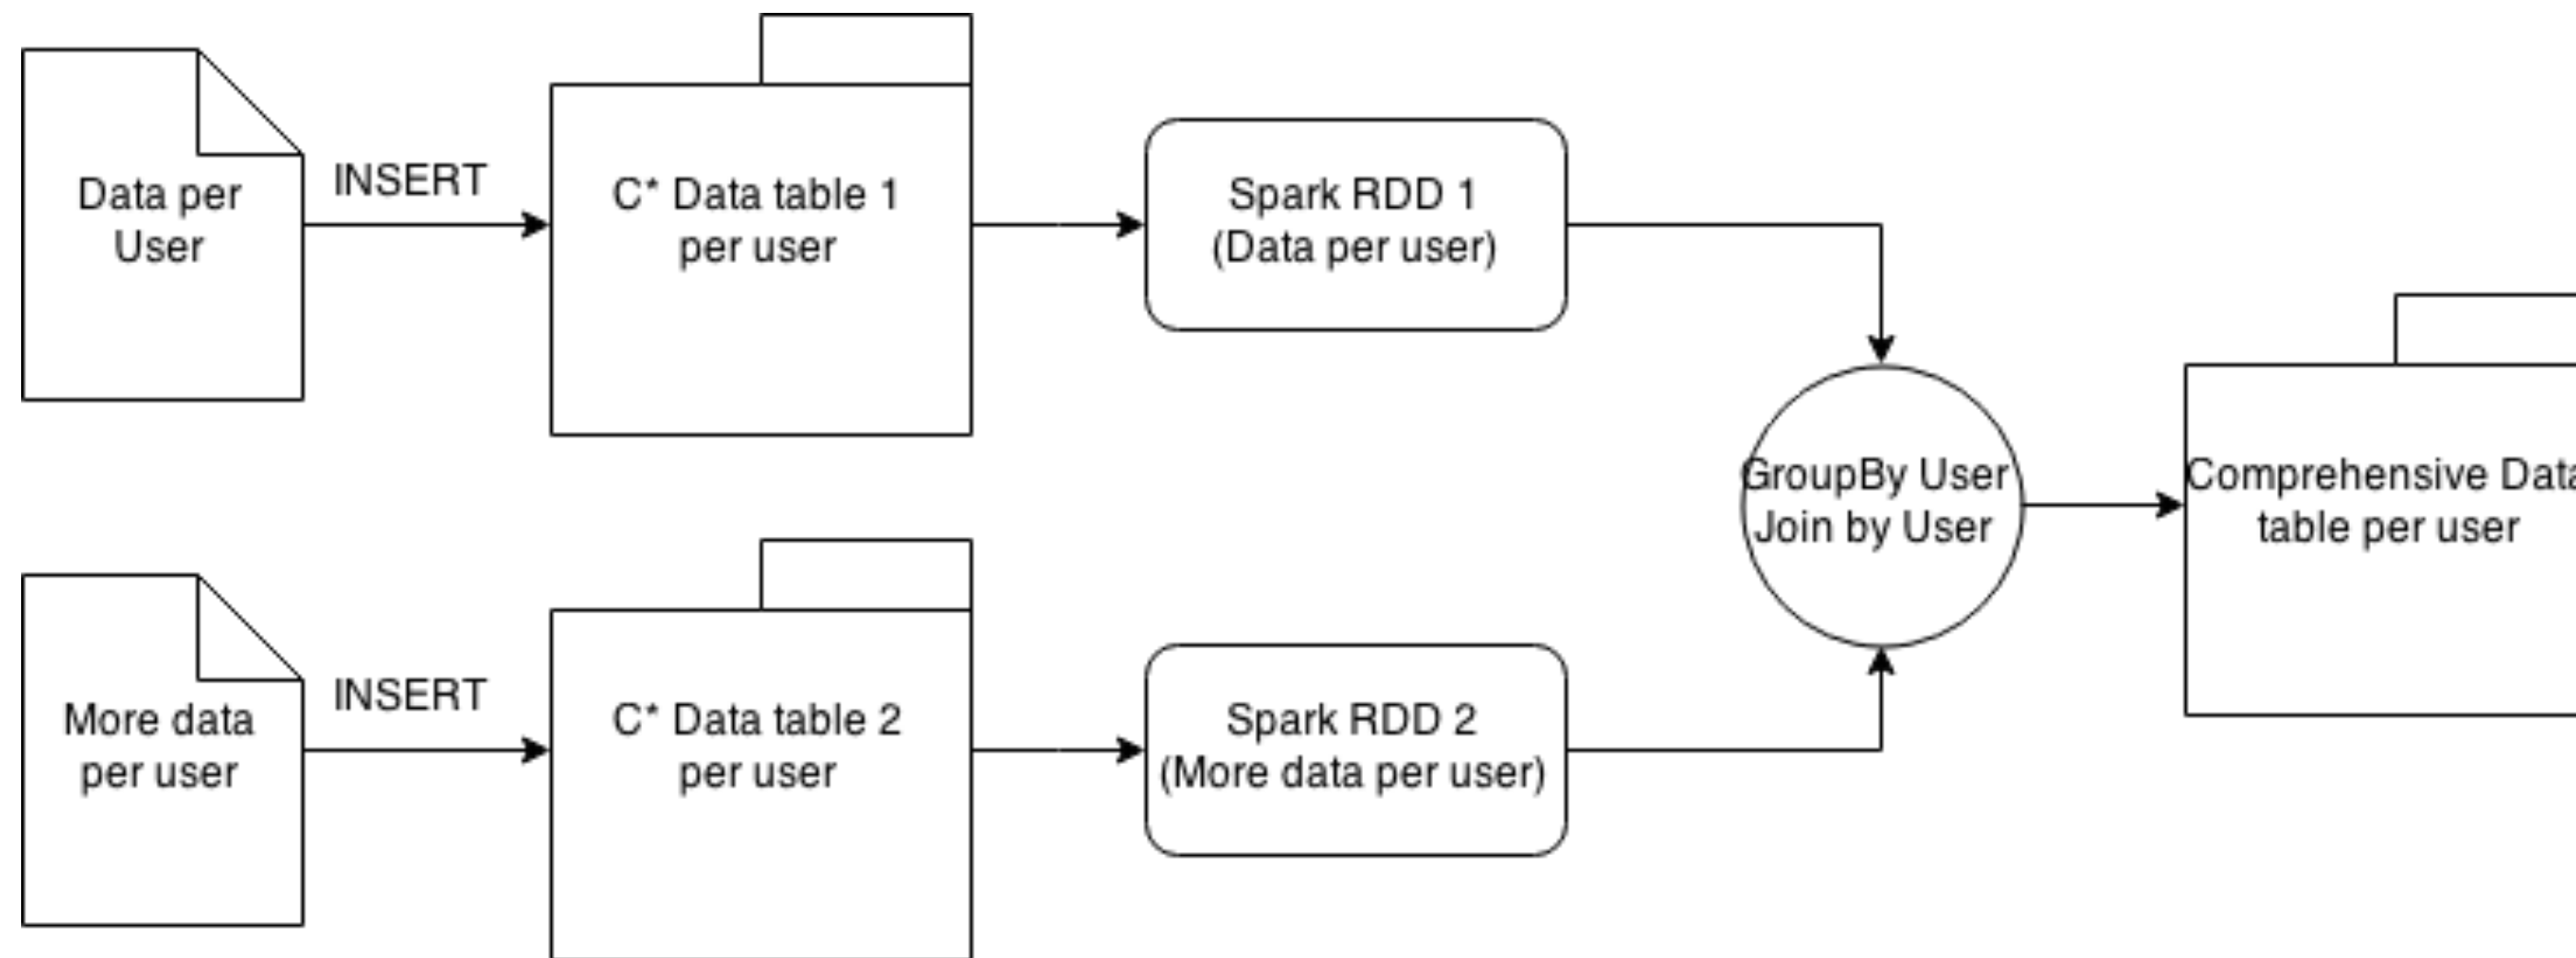 Data per
User
INSERT
C* Data table 1
per user
Spark RDD 1
(Data per user)
GroupBy User
Join by User
Comprehensive Data
table per user
More data
per user
INSERT
C* Data table 2
per user
Spark RDD 2
(More data per user)